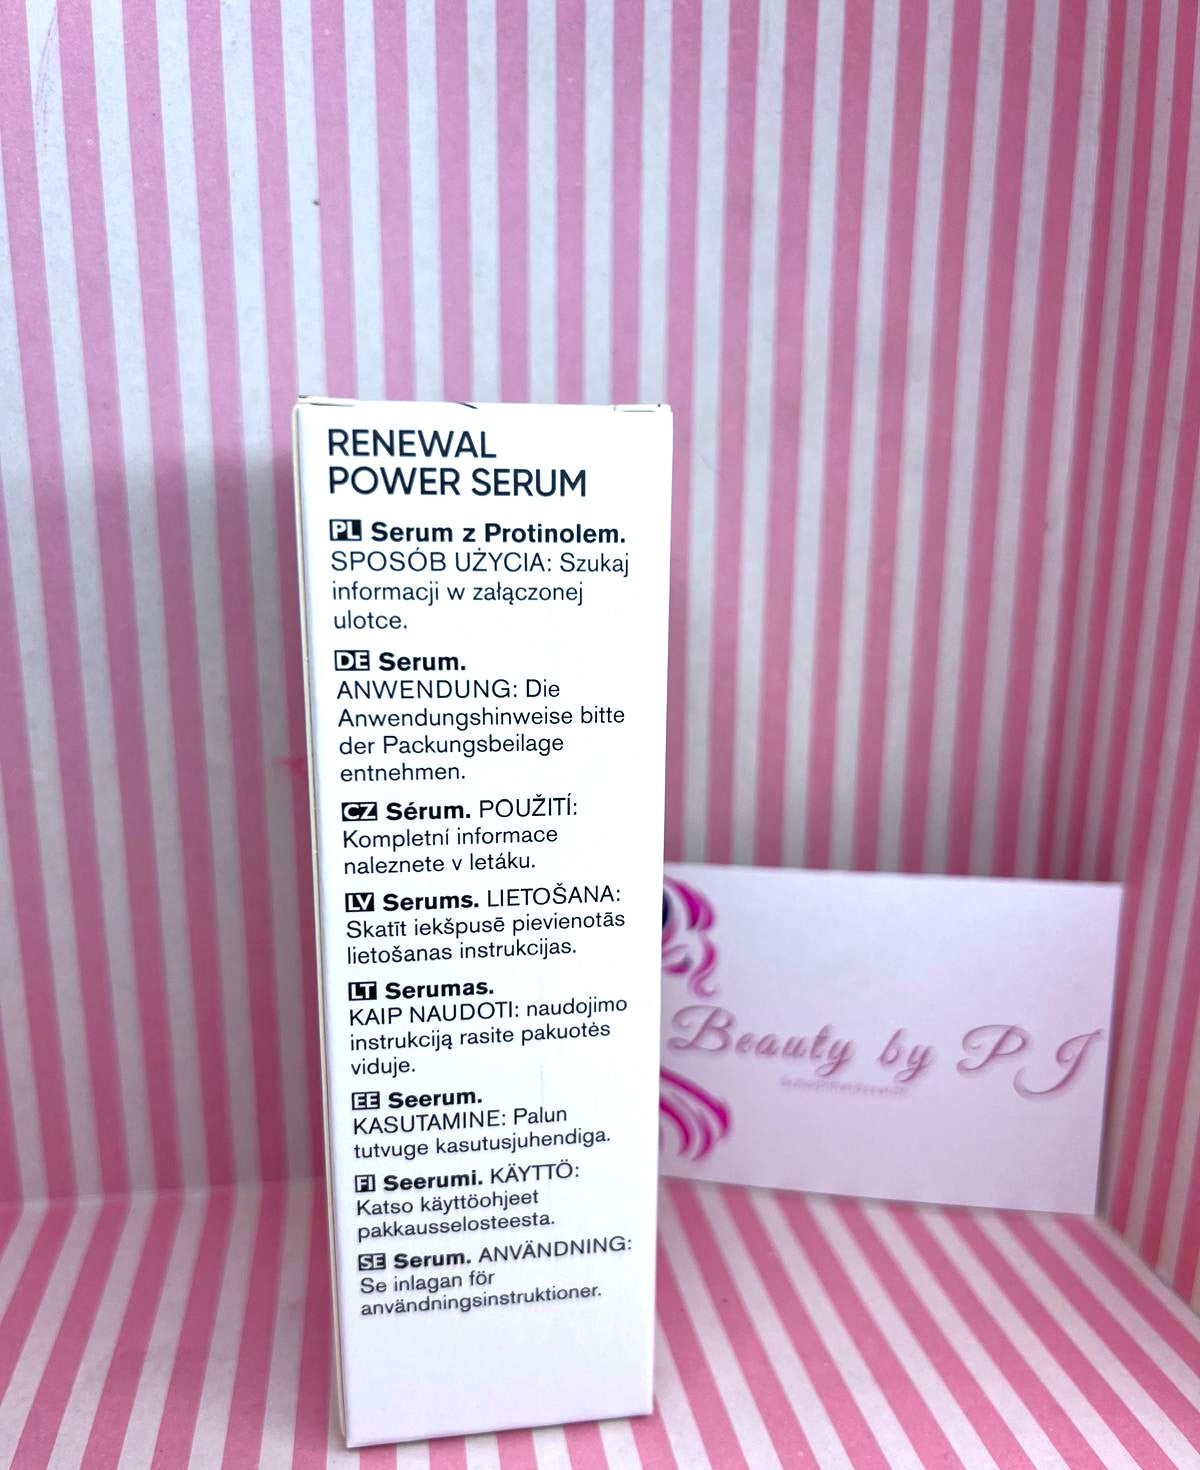 RENEWAL
POWER SERUM
PL Serum z Protinolem.
SPOSÓB UŻYCIA: Szukaj
informacji w załączonej
ulotce.
DE Serum.
ANWENDUNG: Die
Anwendungshinweise bitte
der Packungsbeilage
entnehmen.
CZ Sérum. POUŽITÍ:
Kompletní informace
naleznete v letáku.
LV Serums. LIETOŠANA:
Skatīt iekšpusē pievienotās
lietošanas instrukcijas.
LT Serumas.
KAIP NAUDOTI: naudojimo
instrukciją rasite pakuotės
viduje.
EE Seerum.
KASUTAMINE: Palun
tutvuge kasutusjuhendiga.
FI Seerumi. KÄYTTÖ:
Katso käyttöohjeet
pakkausselosteesta.
SE Serum. ANVÄNDNING:
Se inlagan för
användningsinstruktioner.
Beauty by PJ